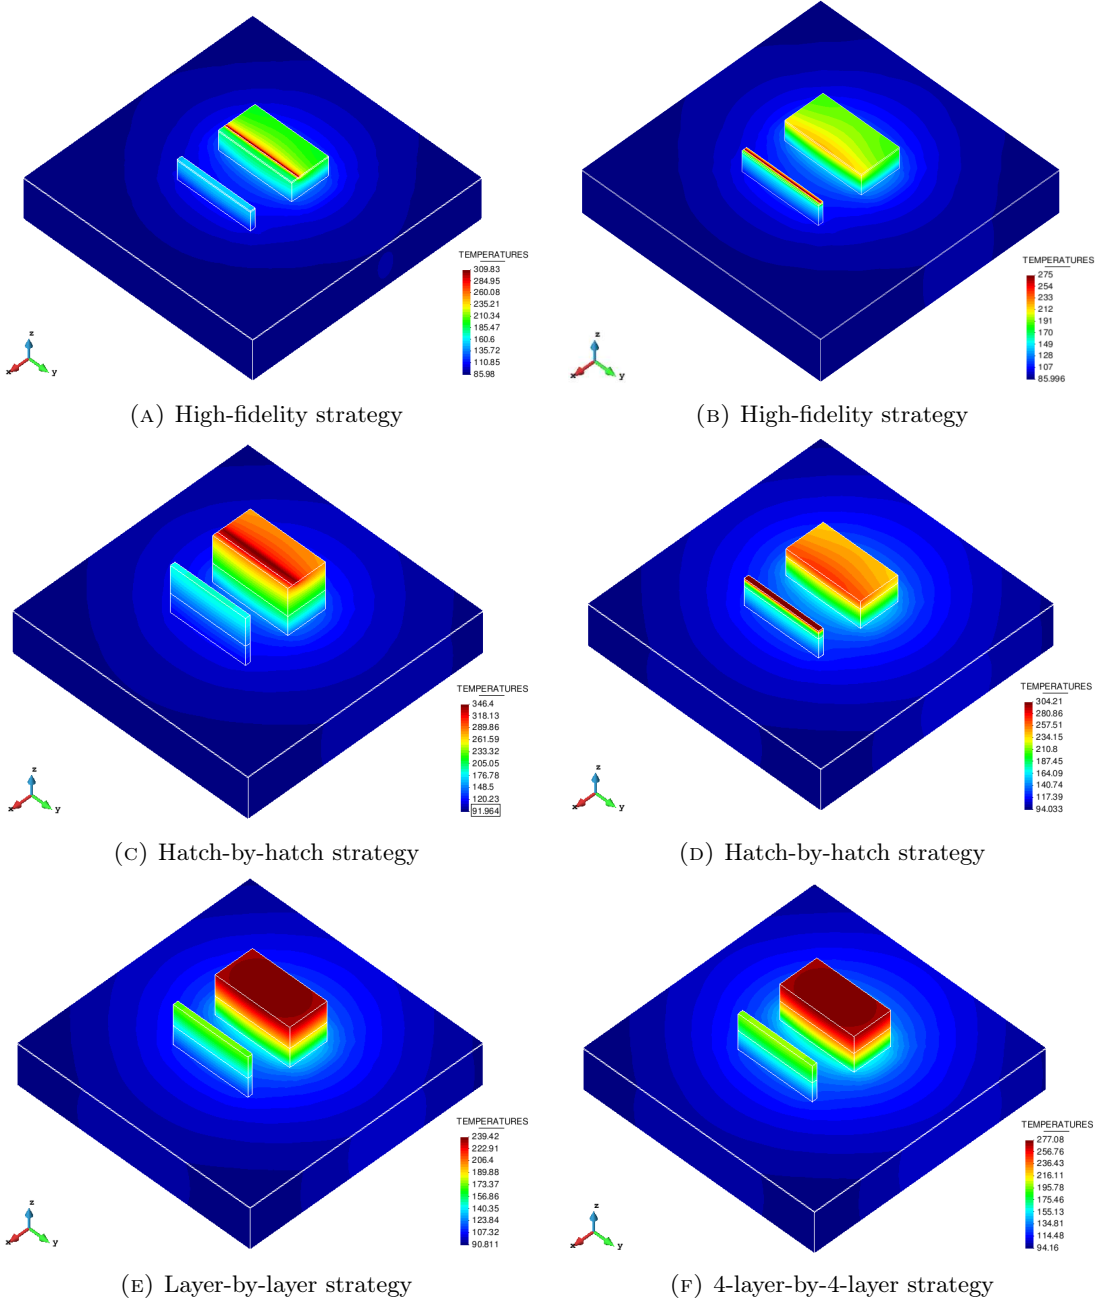 TEMPERATURES
309.83
284.95
260.08
235.21
210.34
185.47
160.6
135.72
110.85
85.98
z
x
y
(A) High-fidelity strategy
TEMPERATURES
275
254
233
212
191
170
149
128
107
85.996
z
x
y
(B) High-fidelity strategy
TEMPERATURES
346.4
318.13
289.86
261.59
233.32
205.05
176.78
148.5
120.23
91.964
z
x
y
(C) Hatch-by-hatch strategy
TEMPERATURES
304.21
280.86
257.51
234.15
210.8
187.45
164.09
140.74
117.39
94.033
z
x
y
(D) Hatch-by-hatch strategy
TEMPERATURES
239.42
222.91
206.4
189.88
173.37
156.86
140.35
123.84
107.32
90.811
z
x
y
(E) Layer-by-layer strategy
TEMPERATURES
277.08
256.76
236.43
216.11
195.78
175.46
155.13
134.81
114.48
94.16
z
x
y
(F) 4-layer-by-4-layer strategy